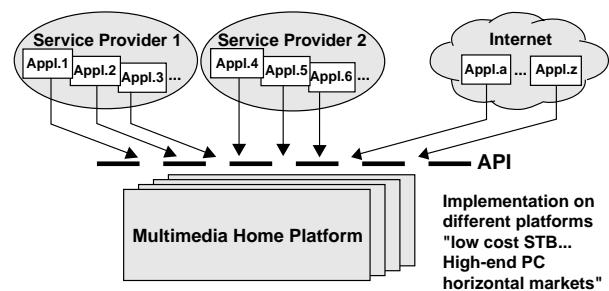 Service Provider 1
Appl.1
Appl.2
Appl.3 ...
Service Provider 2
Appl.4
Appl.5
Appl.6 ...
Internet
Appl.a ... Appl.z
API
Multimedia Home Platform
Implementation on
different platforms
"low cost STB...
High-end PC
horizontal markets"